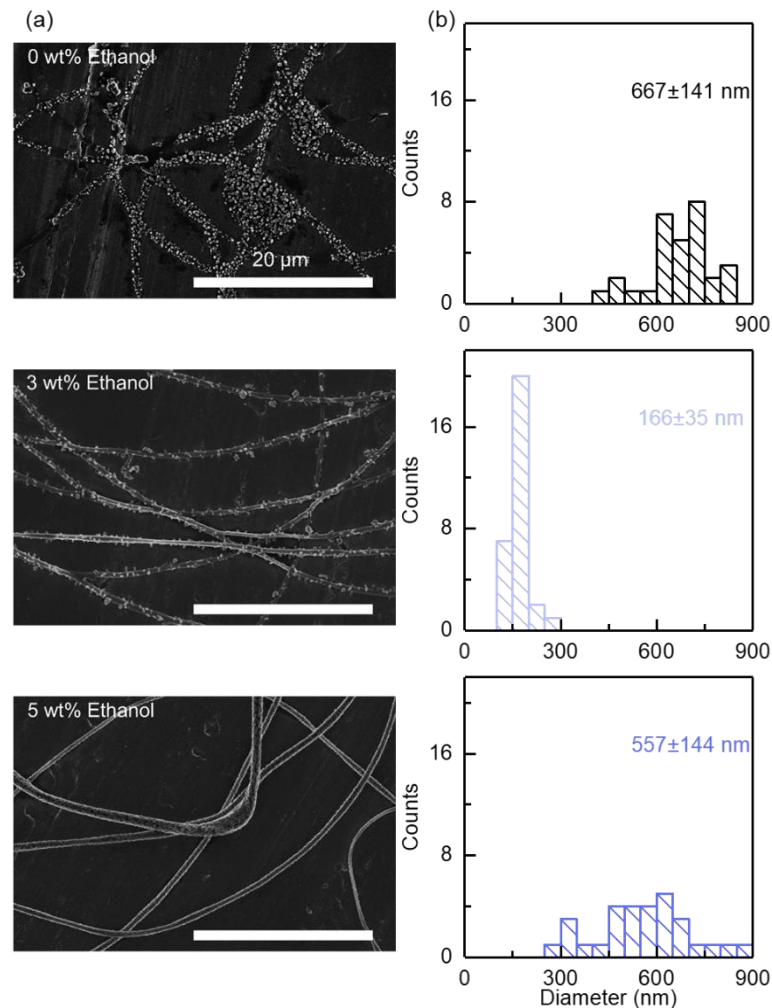 (a)
(b)
0 wt% Ethanol
20 µm
3 wt% Ethanol
5 wt% Ethanol
667±141 nm
Counts
16
8
0
0 300 600 900
166±35 nm
Counts
16
8
0
0 300 600 900
557±144 nm
Counts
16
8
0
0 300 600 900
Diameter (nm)